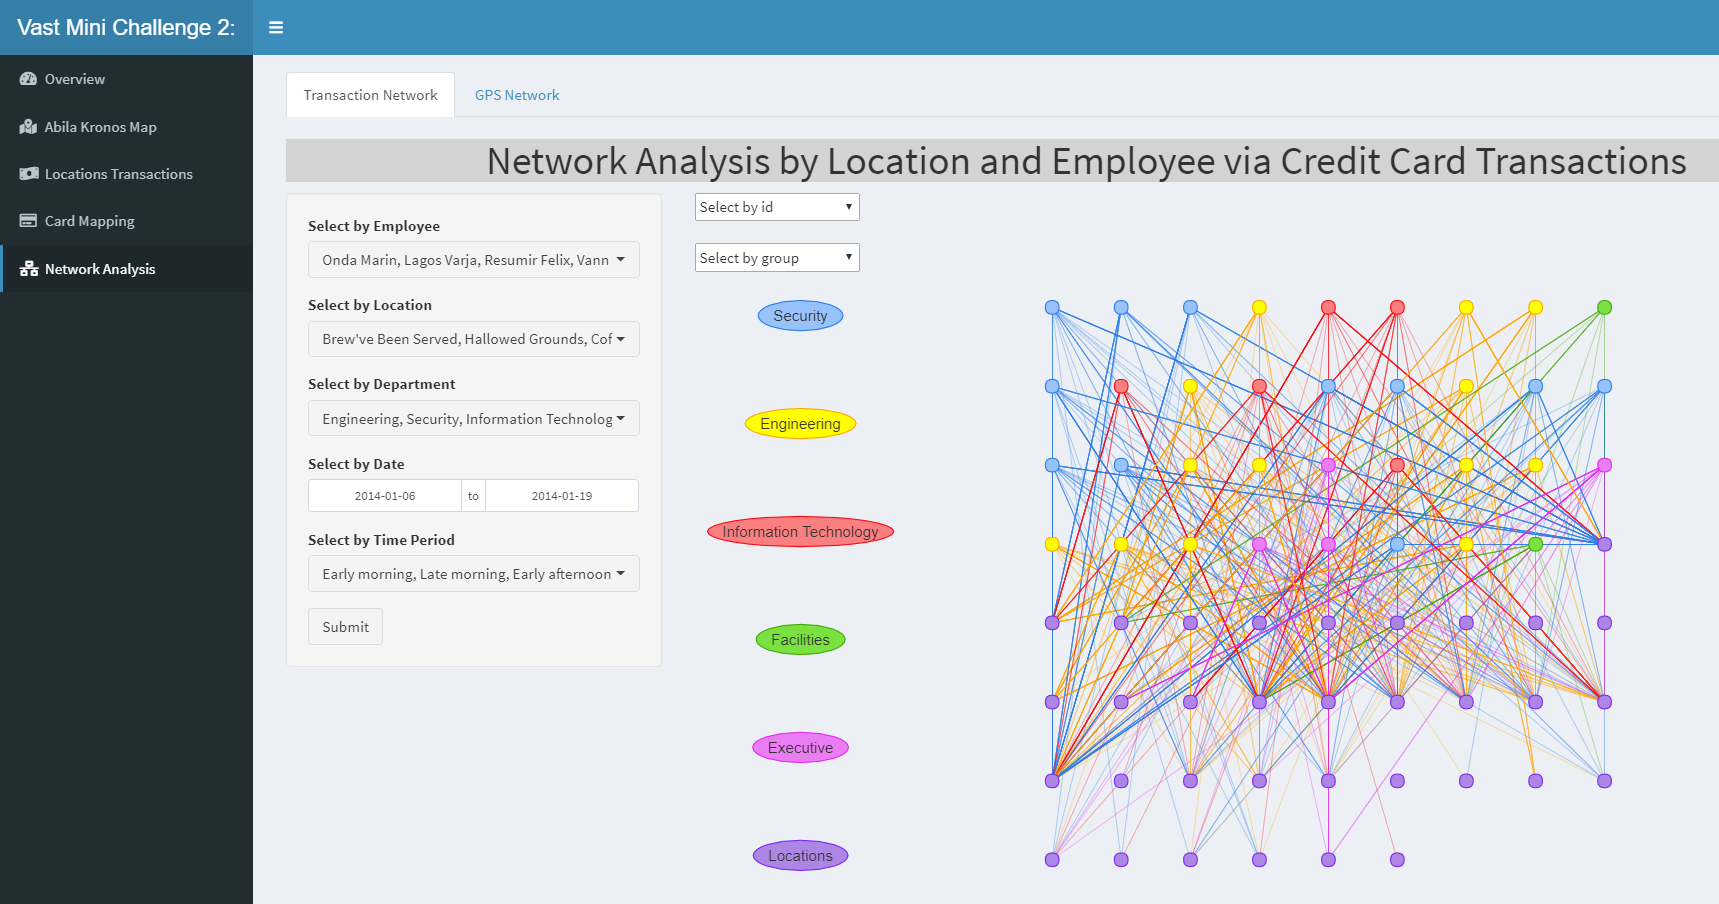 Vast Mini Challenge 2:
Overview
Abila Kronos Map
Locations Transactions
Card Mapping
Network Analysis
Transaction Network
GPS Network
Network Analysis by Location and Employee via Credit Card Transactions
Select by Employee
Onda Marin, Lagos Varja, Resumir Felix, Vann
Select by Location
Brew've Been Served, Hallowed Grounds, Cof
Select by Department
Engineering, Security, Information Technolog
Select by Date
2014-01-06 to 2014-01-19
Select by Time Period
Early morning, Late morning, Early afternoon
Submit
Select by id
Select by group
Security
Engineering
Information Technology
Facilities
Executive
Locations